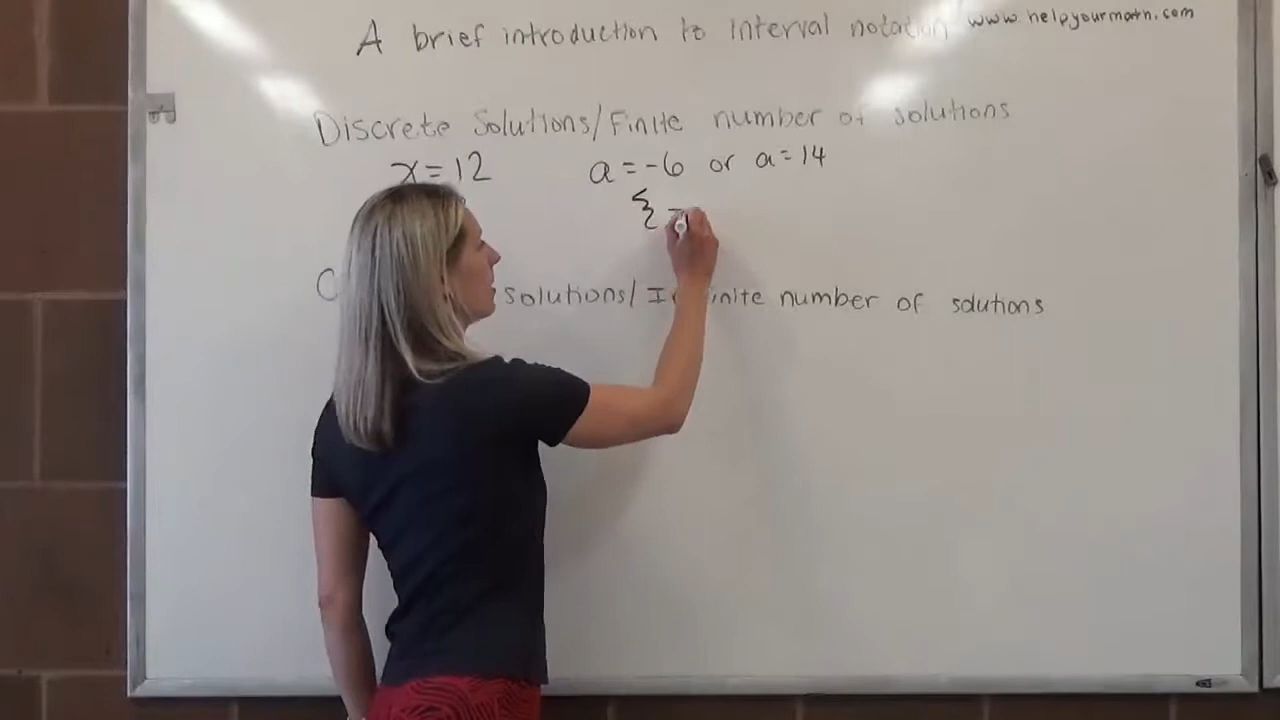 A brief introduction to interval notation www.helpyourmath.com
Discrete Solutions/Finite number of solutions
x=12 a=-6 or a=14
{ -
solutions/ Infinite number of solutions